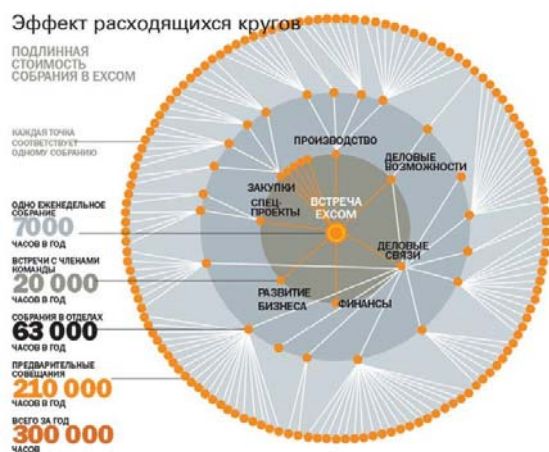 Эффект расходящихся кругов
ПОДЛИННАЯ
СТОИМОСТЬ
СОБРАНИЯ В EXCOM
КАЖДАЯ ТОЧКА
СООТВЕТСТВУЕТ
ОДНОМУ СОБРАНИЮ
ПРОИЗВОДСТВО
ДЕЛОВЫЕ
ВОЗМОЖНОСТИ
ЗАКУПКИ
СПЕЦ-
ПРОЕКТЫ
ВСТРЕЧА
EXCOM
ДЕЛОВЫЕ
СВЯЗИ
РАЗВИТИЕ
БИЗНЕСА
ФИНАНСЫ
ОДНО ЕЖЕНЕДЕЛЬНОЕ
СОБРАНИЕ
7000
ЧАСОВ В ГОД
ВСТРЕЧИ С ЧЛЕНАМИ
КОМАНДЫ
20 000
ЧАСОВ В ГОД
СОБРАНИЯ В ОТДЕЛАХ
63 000
ЧАСОВ В ГОД
ПРЕДВАРИТЕЛЬНЫЕ
СОВЕЩАНИЯ
210 000
ЧАСОВ В ГОД
ВСЕГО ЗА ГОД
300 000
ЧАСОВ